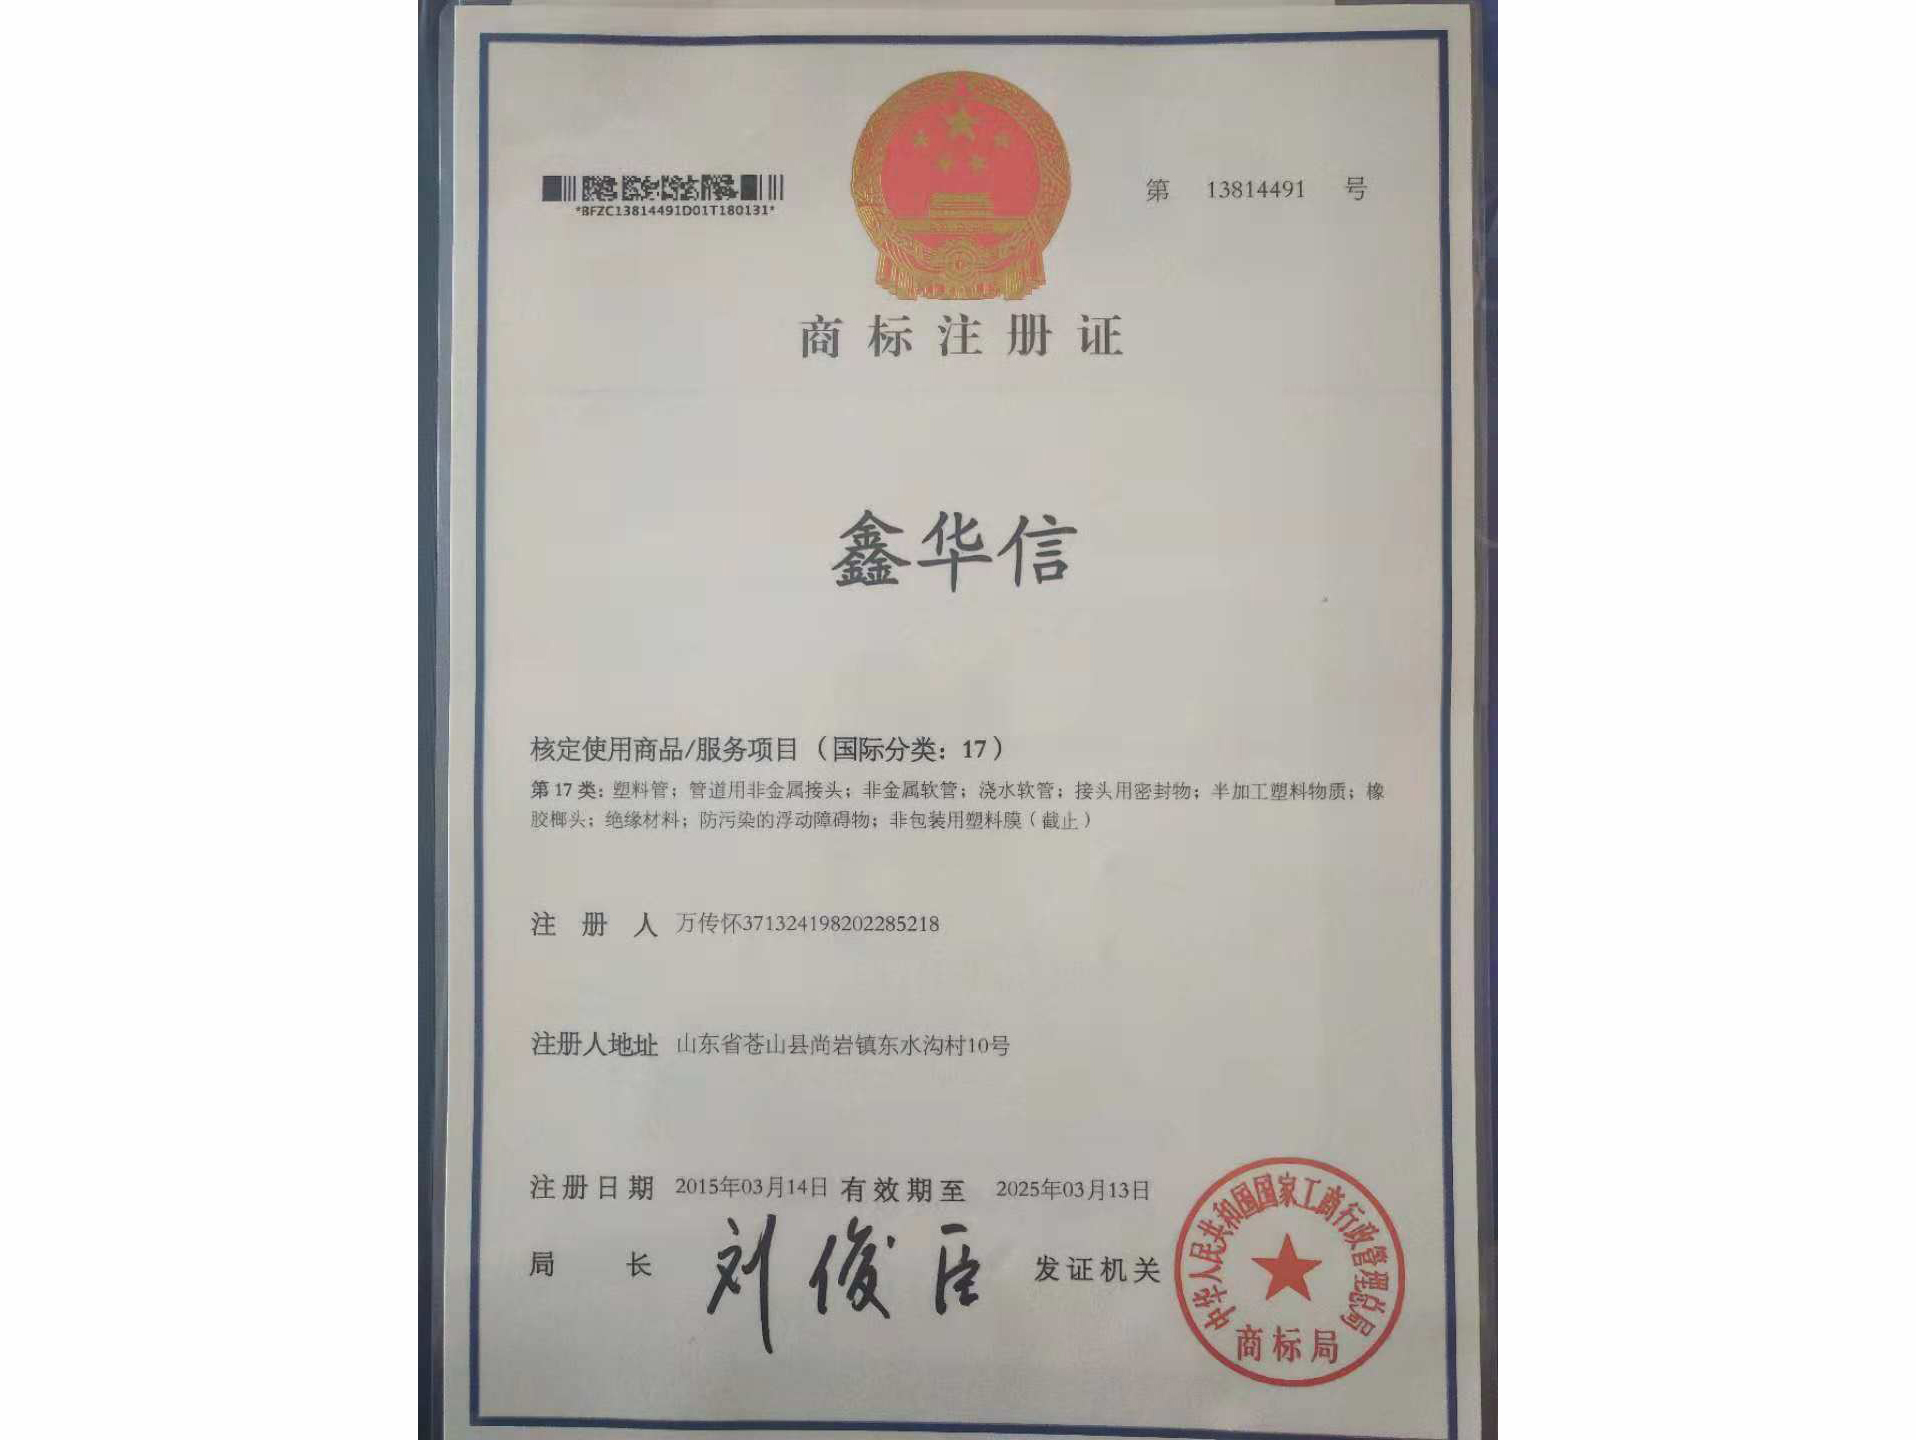 *BFZC13814491D01T180131*
第 13814491 号
商标注册证
鑫华信
核定使用商品/服务项目（国际分类：17）
第 17 类：塑料管；管道用非金属接头；非金属软管；浇水软管；接头用密封物；半加工塑料物质；橡
胶榔头；绝缘材料；防污染的浮动障碍物；非包装用塑料膜（截止）
注册人 万传怀371324198202285218
注册人地址 山东省苍山县尚岩镇东水沟村10号
注册日期 2015年03月14日 有效期至 2025年03月13日
局长 刘俊臣 发证机关
中华人民共和国国家工商行政管理总局
商标局